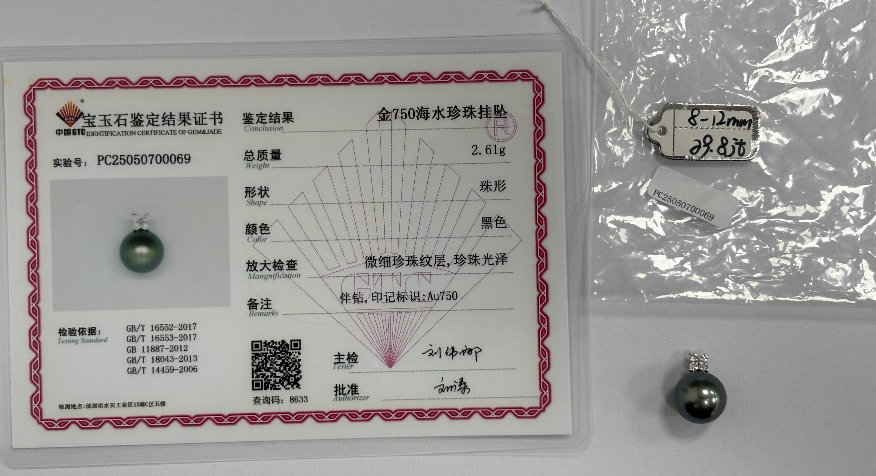 宝玉石鉴定结果证书
中国GTC
IDENTIFICATION CERTIFICATE OF GEM&JADE
实验号: PC25050700069
鉴定结果 金750海水珍珠挂坠
Conclusion
总质量 2.61g
Weight
形状 珠形
Shape
颜色 黑色
Color
放大检查 微细珍珠纹层,珍珠光泽
Mangnification
备注 伴钻,印记标识:Au750
Remarks
检验依据:
Testing Standard
GB/T 16552-2017
GB/T 16553-2017
GB 11887-2012
GB/T 18043-2013
GB/T 14459-2006
主检
Tester
批准
Authorizer
查询码: 8633
GTC
R
8-12mm
PC25050700069